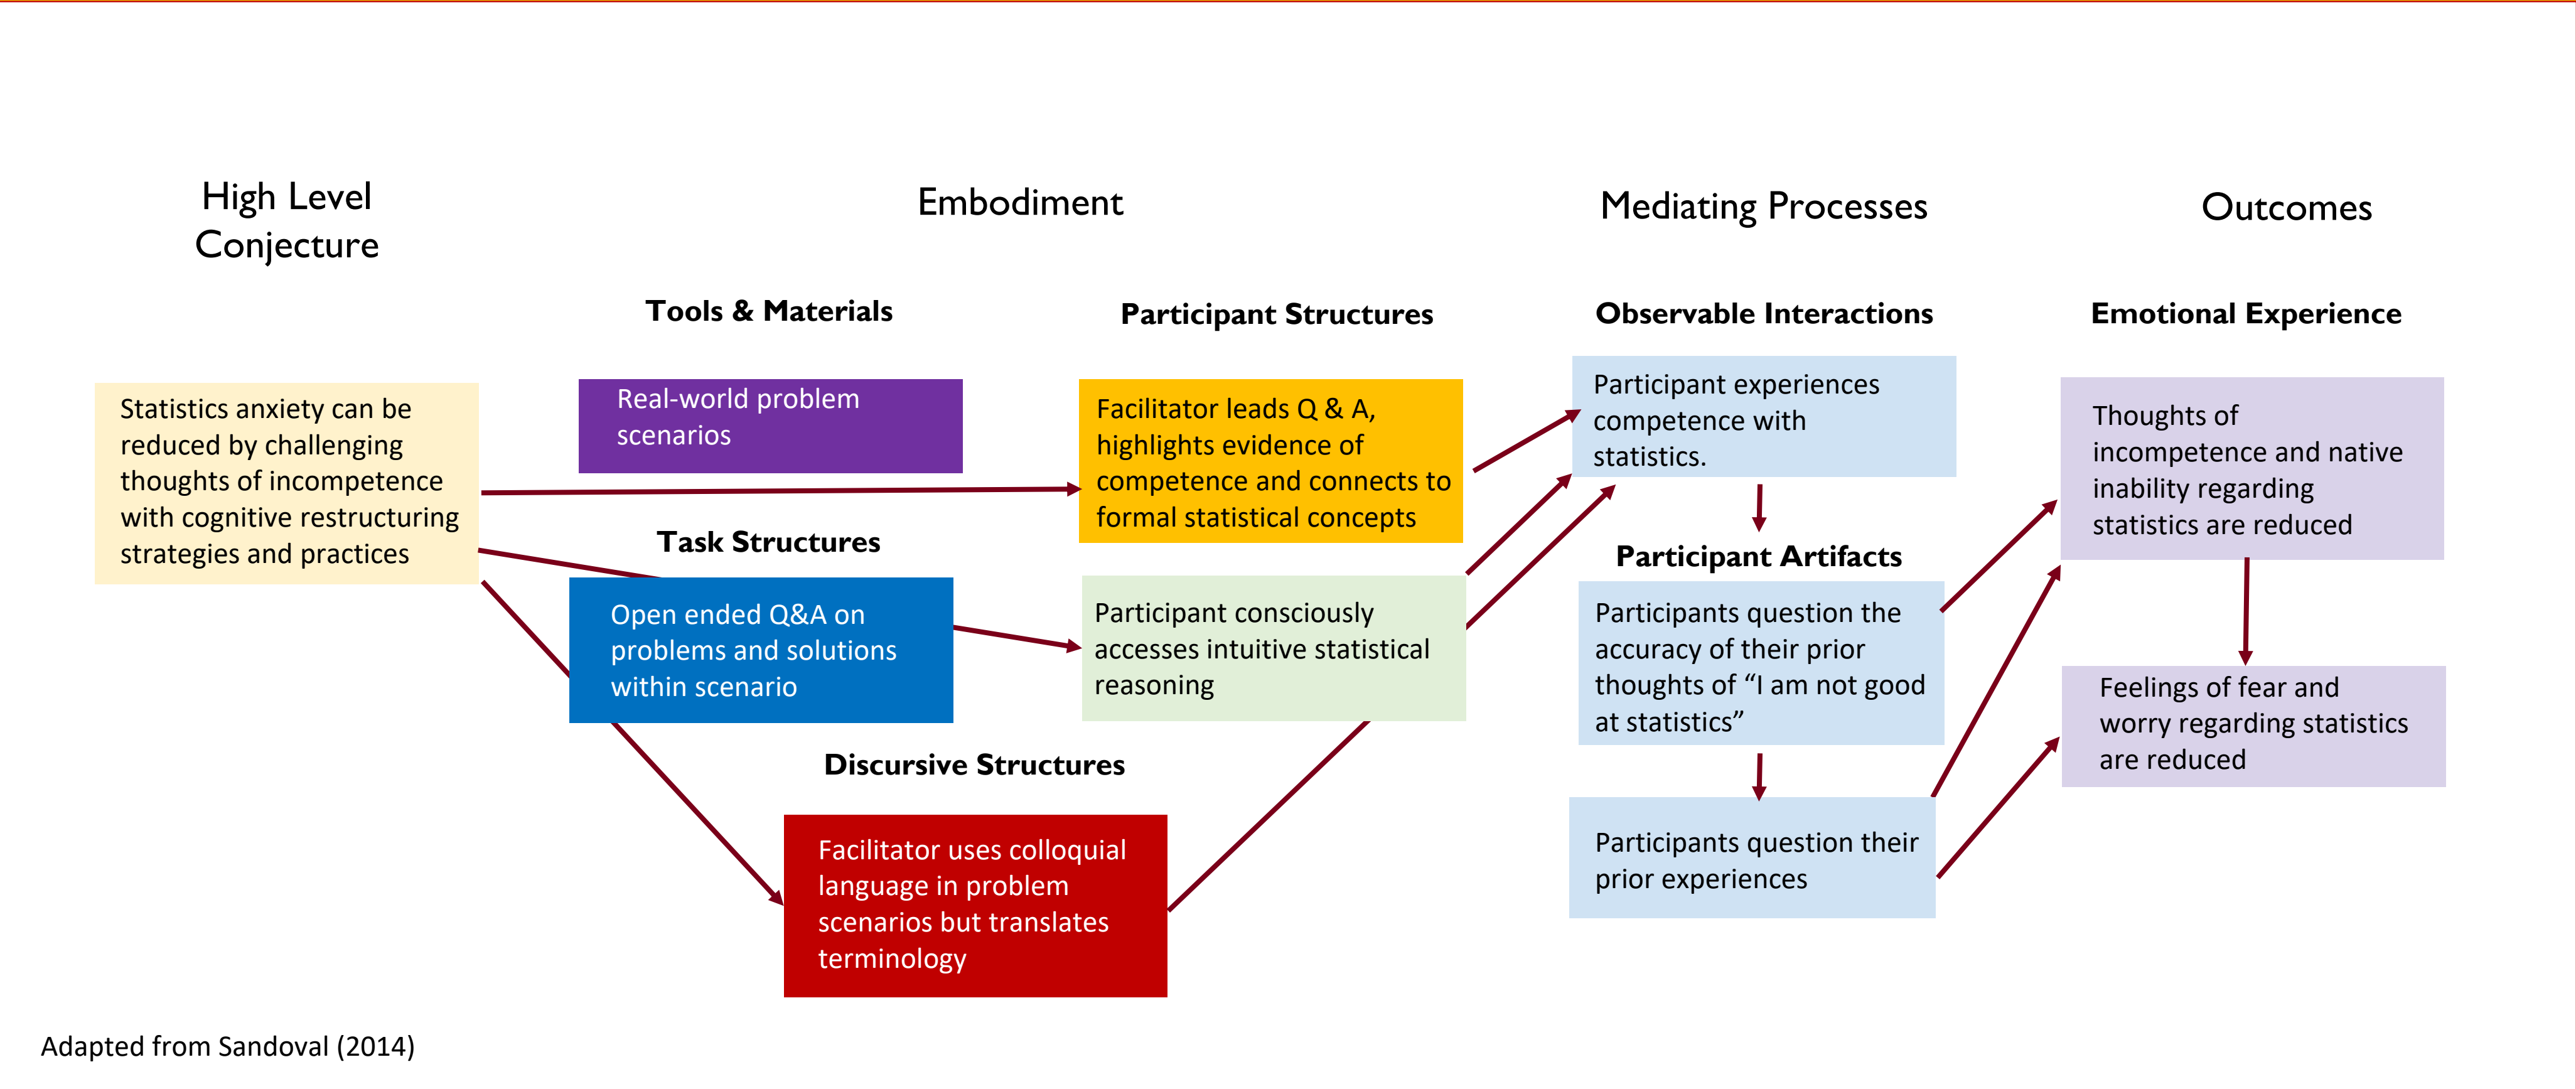 High Level
Conjecture
Embodiment
Mediating Processes
Outcomes
Tools & Materials
Participant Structures
Observable Interactions
Emotional Experience
Statistics anxiety can be
reduced by challenging
thoughts of incompetence
with cognitive restructuring
strategies and practices
Real-world problem
scenarios
Facilitator leads Q & A,
highlights evidence of
competence and connects to
formal statistical concepts
Participant experiences
competence with
statistics.
Thoughts of
incompetence and native
inability regarding
statistics are reduced
Task Structures
Participant Artifacts
Open ended Q&A on
problems and solutions
within scenario
Participant consciously
accesses intuitive statistical
reasoning
Participants question the
accuracy of their prior
thoughts of “I am not good
at statistics”
Feelings of fear and
worry regarding statistics
are reduced
Discursive Structures
Facilitator uses colloquial
language in problem
scenarios but translates
terminology
Participants question their
prior experiences
Adapted from Sandoval (2014)